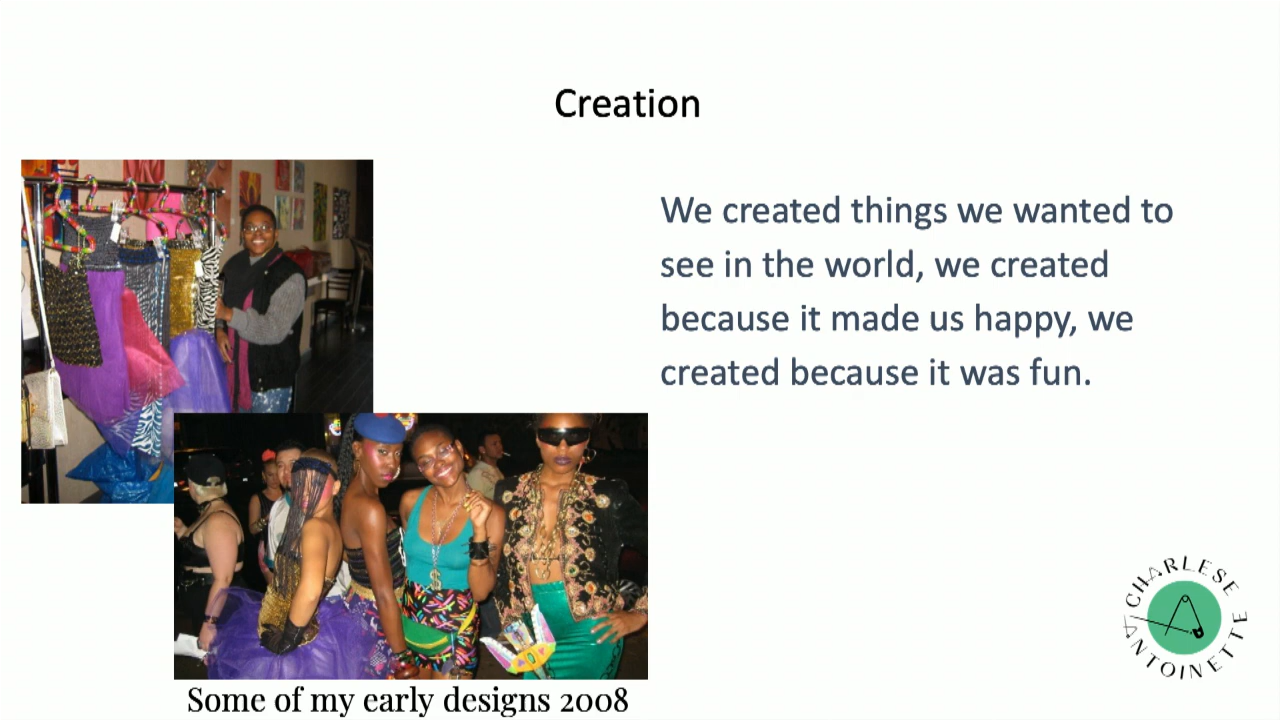 Creation
We created things we wanted to
see in the world, we created
because it made us happy, we
created because it was fun.
Some of my early designs 2008
CHARLESE
ANTOINETTE